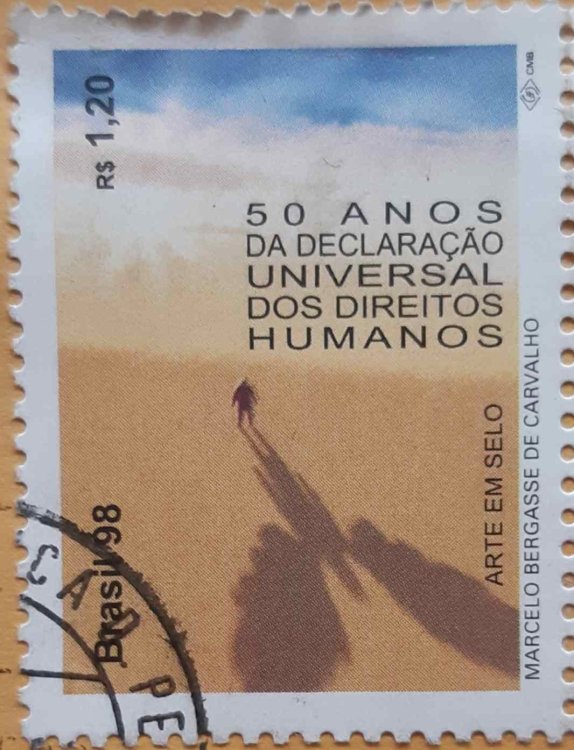 R$ 1,20
CMB
50 ANOS
DA DECLARAÇÃO
UNIVERSAL
DOS DIREITOS
HUMANOS
ARTE EM SELO
MARCELO BERGASSE DE CARVALHO
Brasil 98
PE